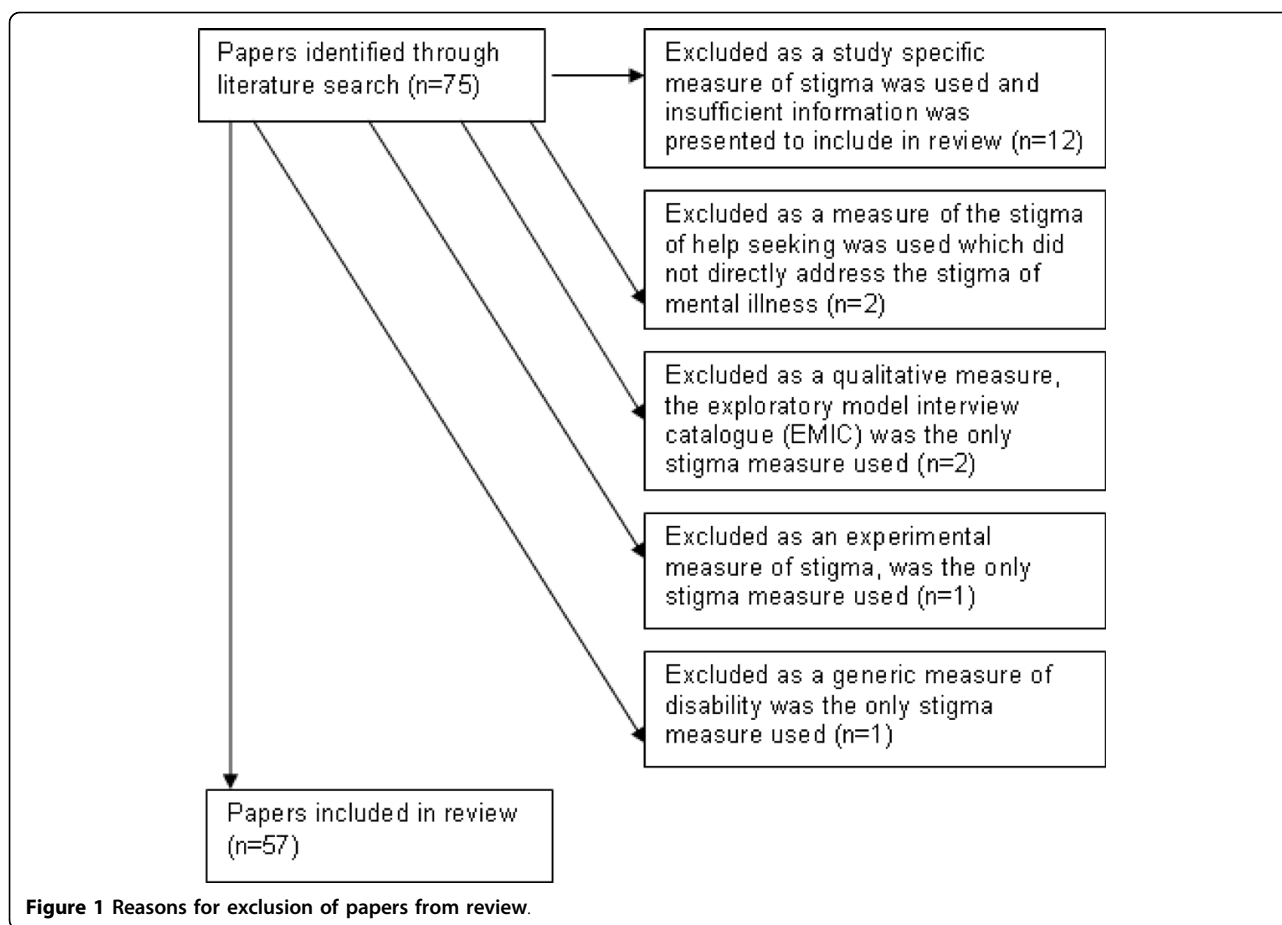 Papers identified through
literature search (n=75)
Excluded as a study specific
measure of stigma was used and
insufficient information was
presented to include in review (n=12)
Excluded as a measure of the stigma
of help seeking was used which did
not directly address the stigma of
mental illness (n=2)
Excluded as a qualitative measure,
the exploratory model interview
catalogue (EMIC) was the only
stigma measure used (n=2)
Excluded as an experimental
measure of stigma, was the only
stigma measure used (n=1)
Excluded as a generic measure of
disability was the only stigma
measure used (n=1)
Papers included in review
(n=57)
Figure 1 Reasons for exclusion of papers from review.